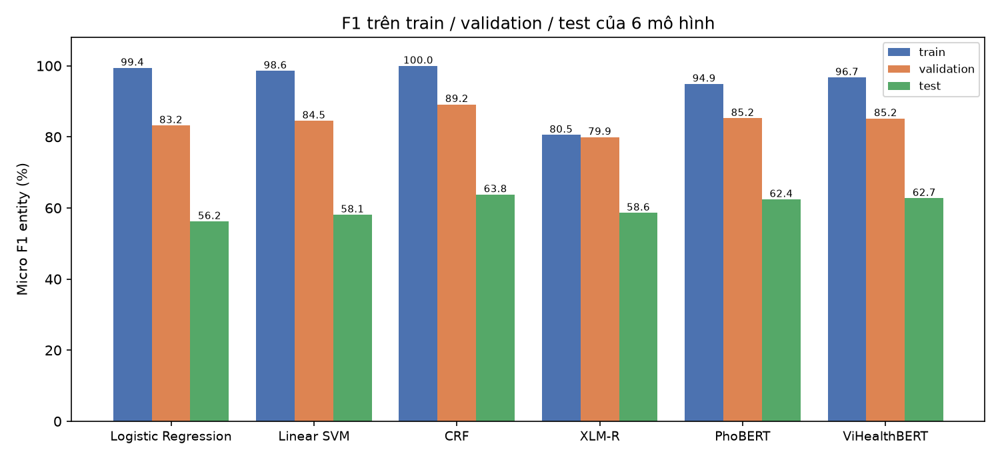 F1 trên train / validation / test của 6 mô hình
train
validation
test
Micro F1 entity (%)
100
80
60
40
20
0
99.4
83.2
56.2
98.6
84.5
58.1
100.0
89.2
63.8
80.5
79.9
58.6
94.9
85.2
62.4
96.7
85.2
62.7
Logistic Regression
Linear SVM
CRF
XLM-R
PhoBERT
ViHealthBERT